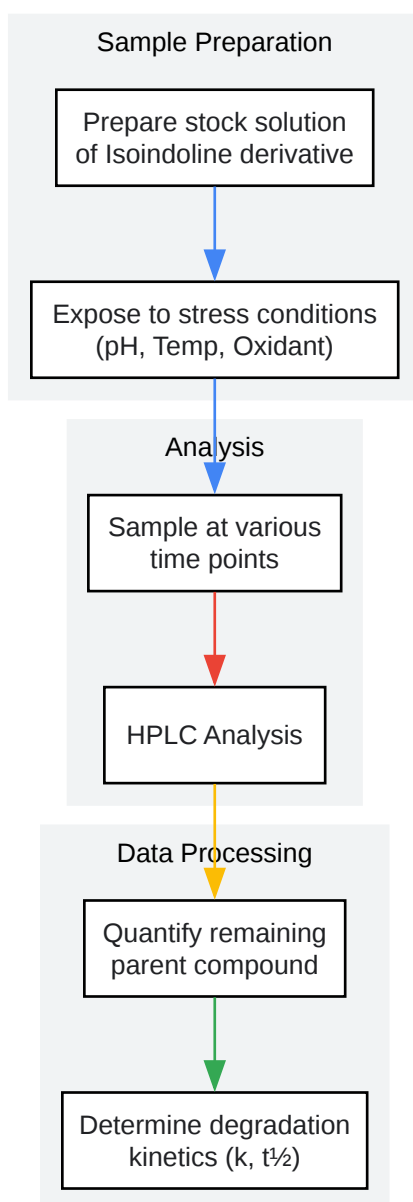 Sample Preparation
Prepare stock solution
of Isoindoline derivative
Expose to stress conditions
(pH, Temp, Oxidant)
Analysis
Sample at various
time points
HPLC Analysis
Data Processing
Quantify remaining
parent compound
Determine degradation
kinetics (k, t½)